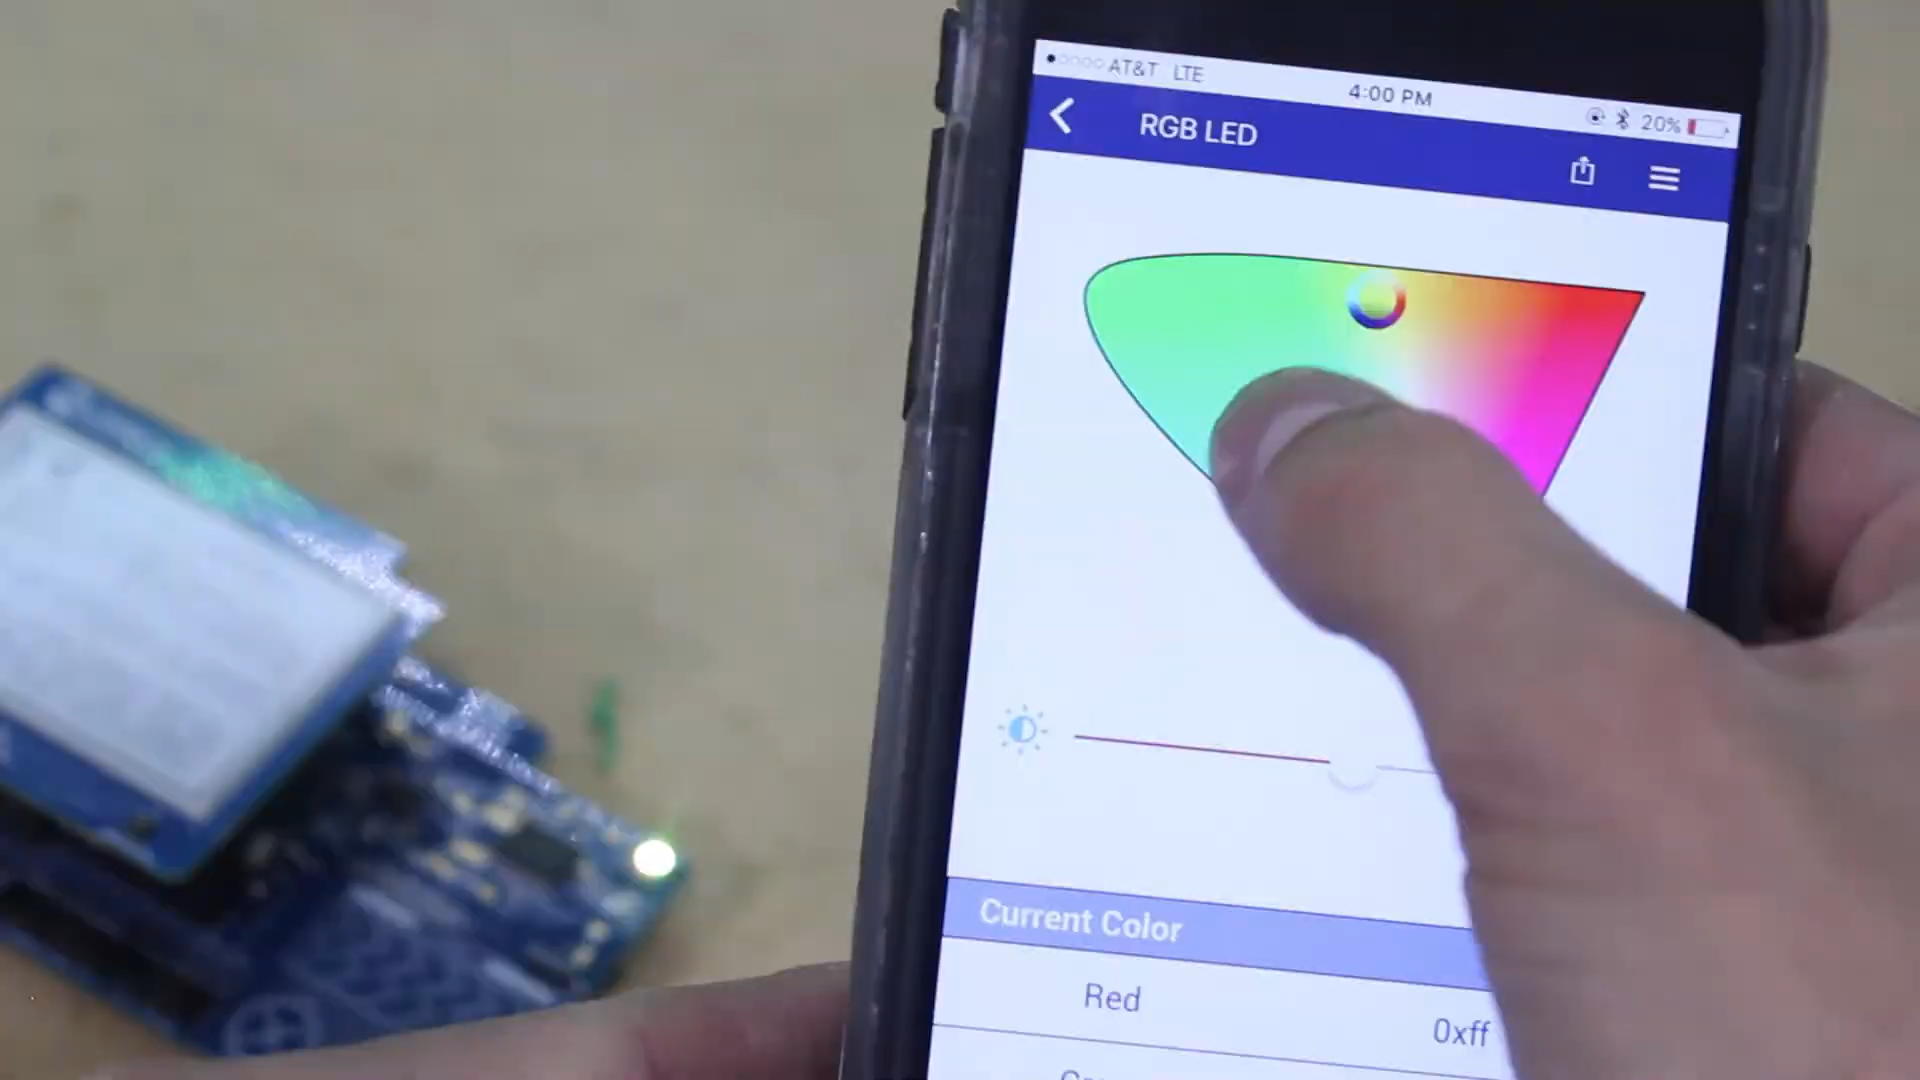 AT&T LTE
4:00 PM
20%
RGB LED
Current Color
Red
0xff